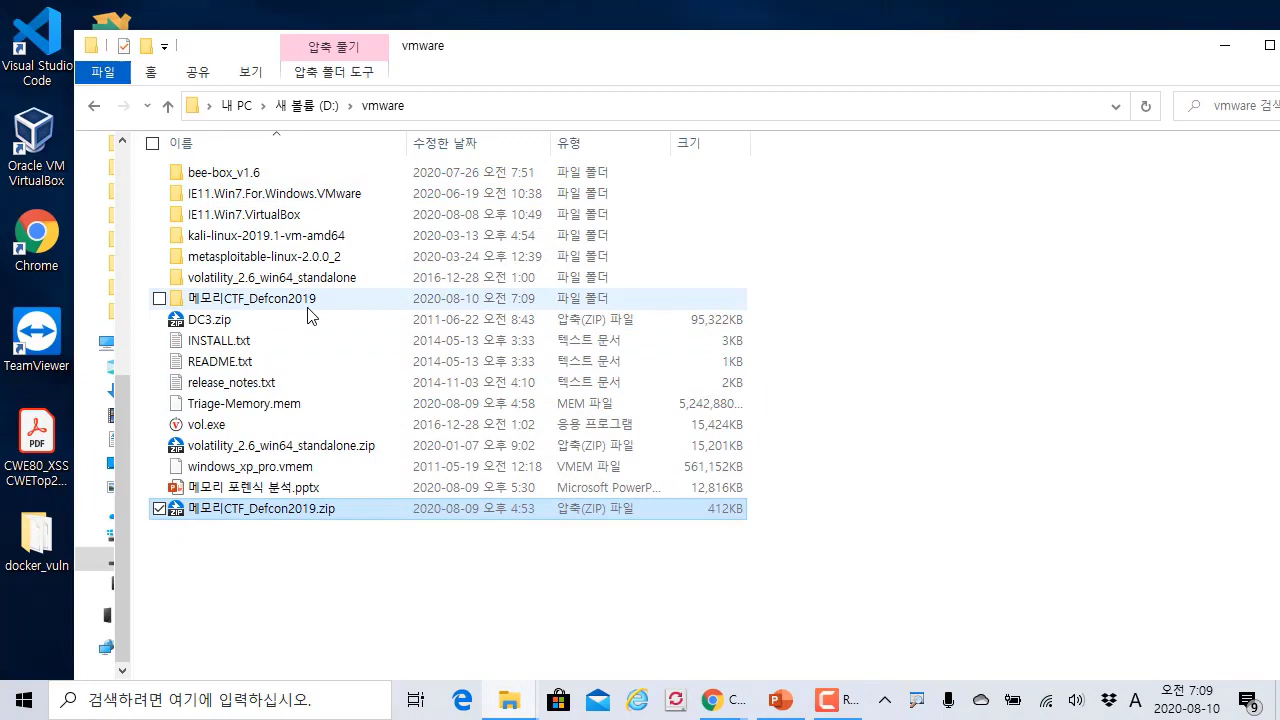 Visual Studio
Code
Oracle VM
VirtualBox
Chrome
TeamViewer
PDF
CWE80_XSS
CWETop2...
docker_vuln
압축 풀기
vmware
파일
홈
공유
보기
압축 폴더 도구
내 PC > 새 볼륨 (D:) > vmware
vmware 검색
이름 수정한 날짜 유형 크기
bee-box_v1.6 2020-07-26 오전 7:51 파일 폴더
IE11.Win7.For.Windows.VMware 2020-06-19 오전 10:38 파일 폴더
IE11.Win7.VirtualBox 2020-08-08 오후 10:49 파일 폴더
kali-linux-2019.1-vm-amd64 2020-03-13 오후 4:54 파일 폴더
metasploitable-linux-2.0.0_2 2020-03-24 오후 12:39 파일 폴더
volatility_2.6_win64_standalone 2016-12-28 오전 1:00 파일 폴더
메모리CTF_Defcon2019 2020-08-10 오전 7:09 파일 폴더
DC3.zip 2011-06-22 오전 8:43 압축(ZIP) 파일 95,322KB
INSTALL.txt 2014-05-13 오후 3:33 텍스트 문서 3KB
README.txt 2014-05-13 오후 3:33 텍스트 문서 1KB
release_notes.txt 2014-11-03 오전 4:10 텍스트 문서 2KB
Triage-Memory.mem 2020-08-09 오후 4:58 MEM 파일 5,242,880...
vol.exe 2016-12-28 오전 1:02 응용 프로그램 15,424KB
volatility_2.6_win64_standalone.zip 2020-01-07 오후 9:02 압축(ZIP) 파일 15,201KB
windows_xp_pro.vmem 2011-05-19 오전 12:18 VMEM 파일 561,152KB
메모리 포렌식 분석.pptx 2020-08-09 오후 5:30 Microsoft PowerP... 12,816KB
메모리CTF_Defcon2019.zip 2020-08-09 오후 4:53 압축(ZIP) 파일 412KB
검색하려면 여기에 입력하십시오.
C...
R...
A
오전 7:09
2020-08-10
9